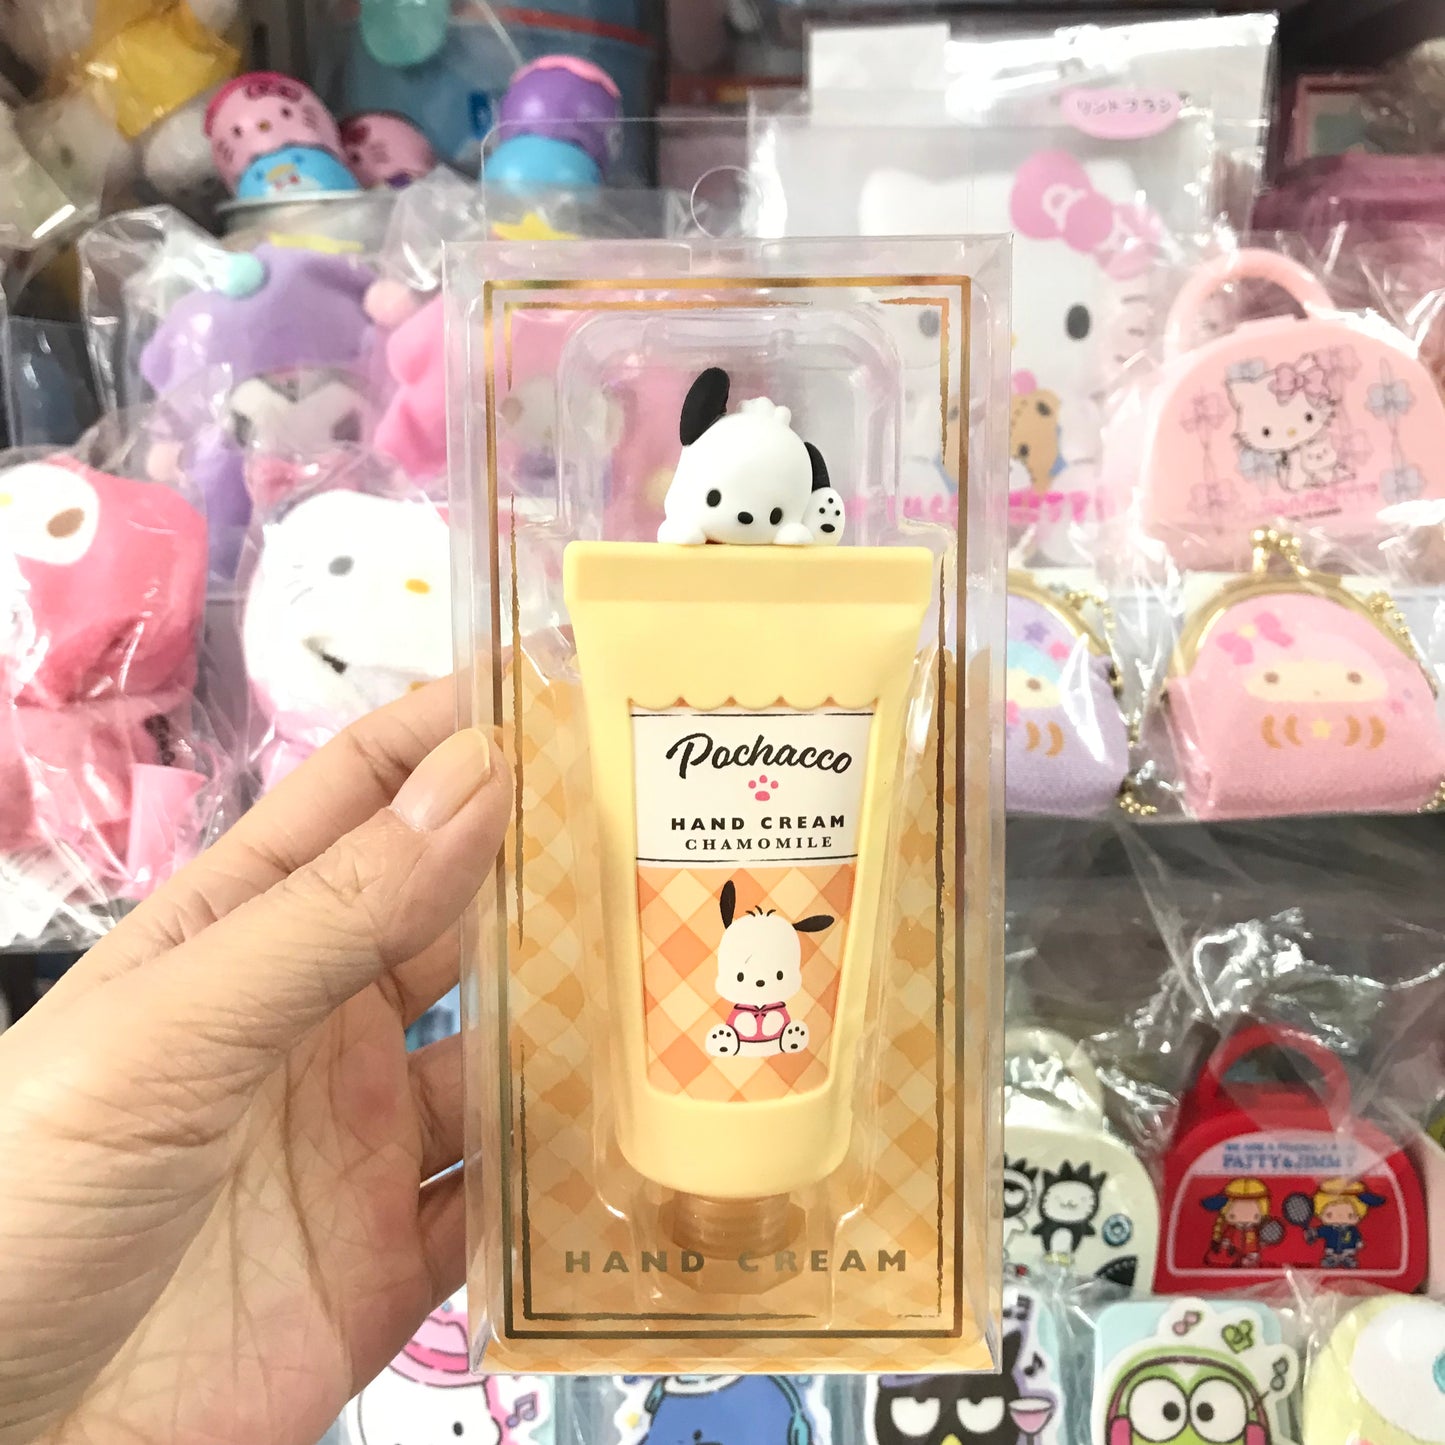 リントブラシ
Pochacco
HAND CREAM
CHAMOMILE
HAND CREAM
PATTY&JIMMY